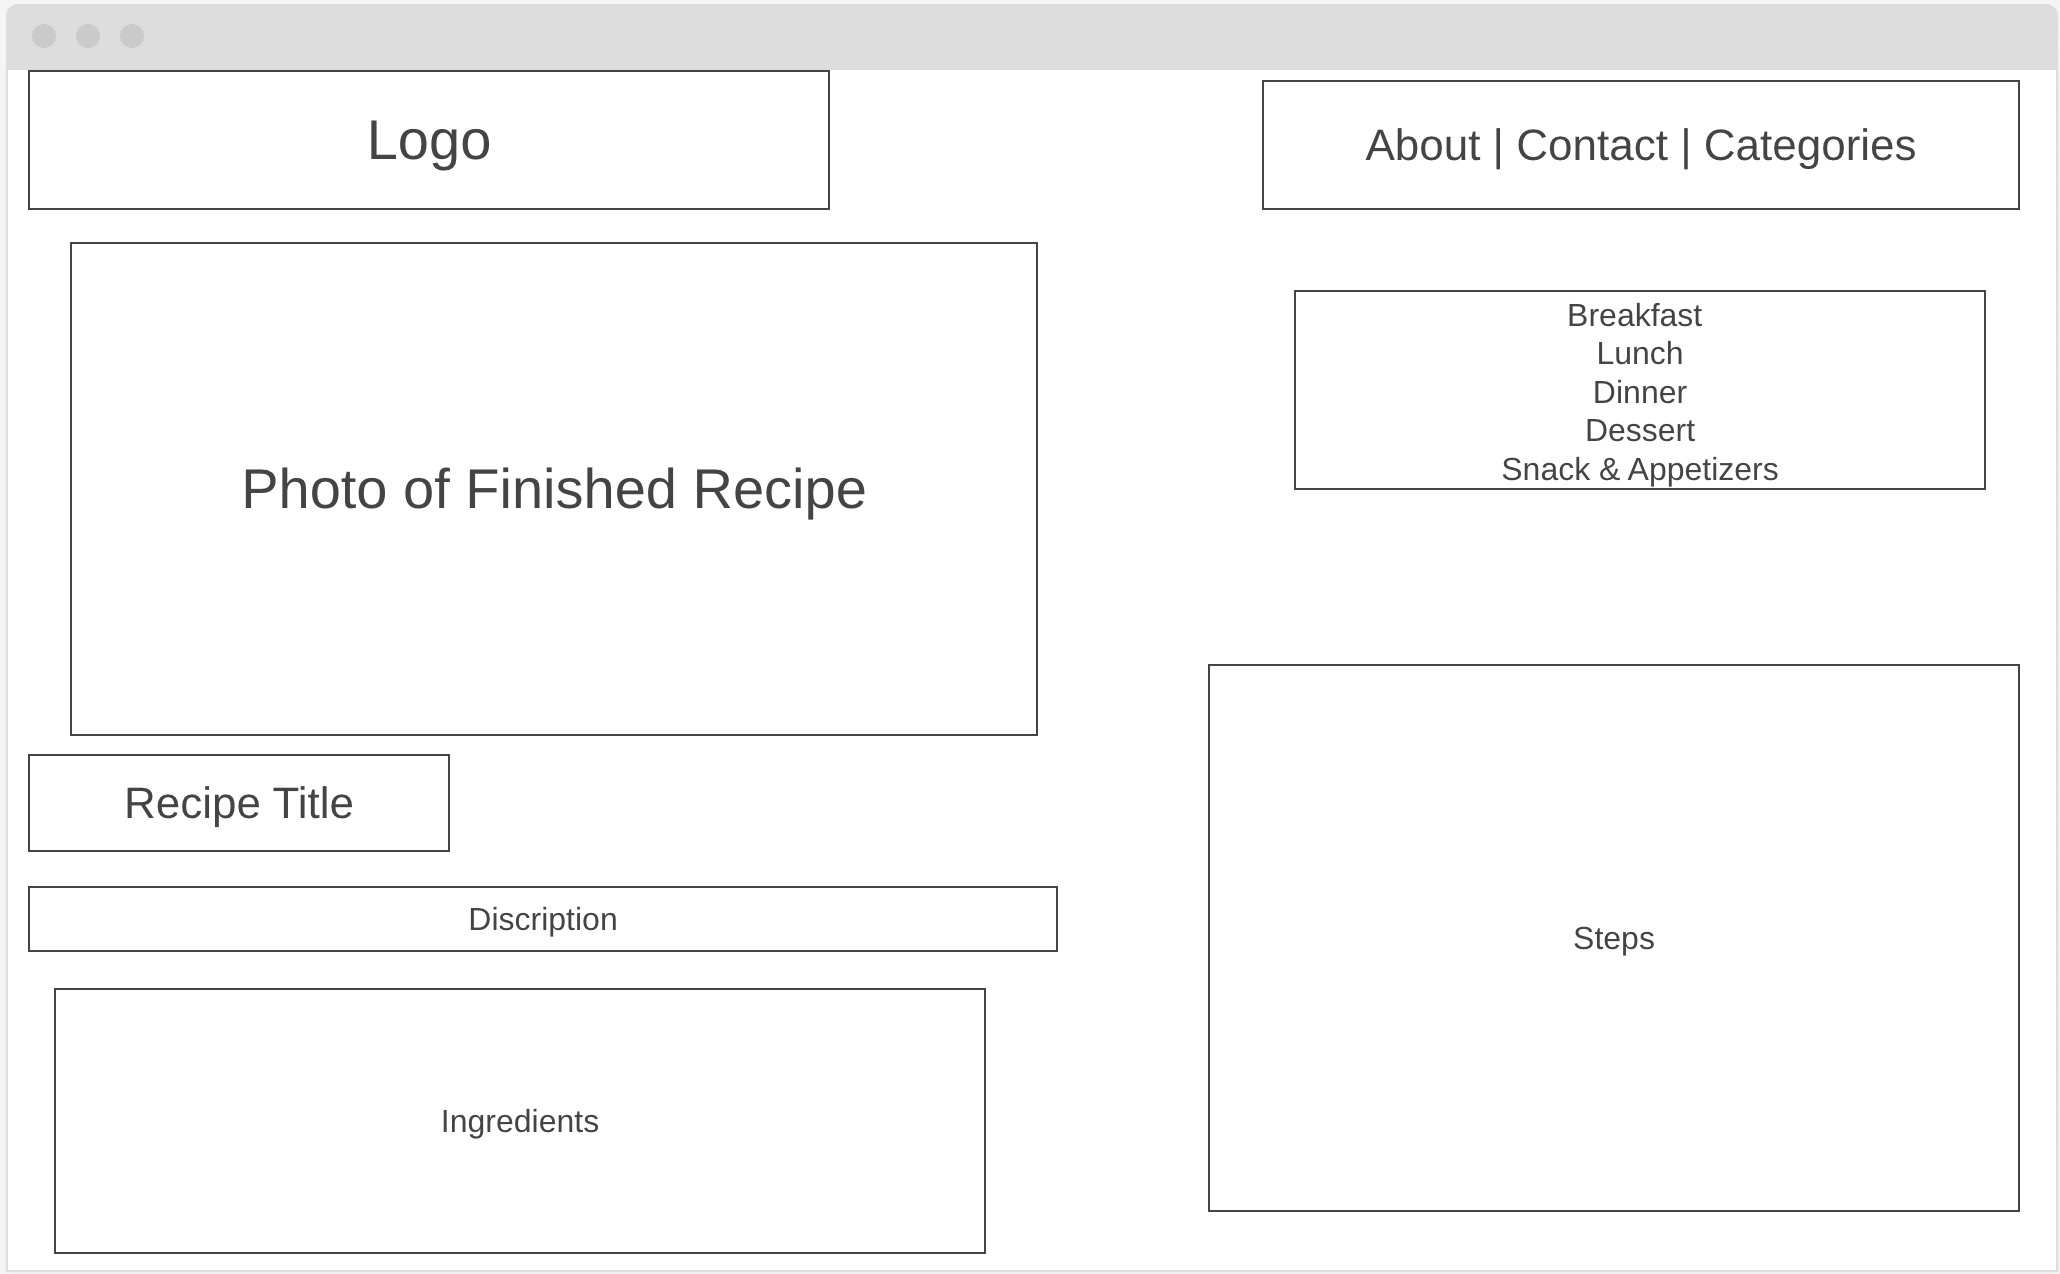 Logo
About | Contact | Categories
Photo of Finished Recipe
Breakfast
Lunch
Dinner
Dessert
Snack & Appetizers
Recipe Title
Discription
Ingredients
Steps